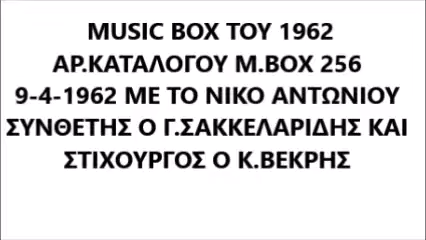 MUSIC BOX ΤΟΥ 1962
ΑΡ.ΚΑΤΑΛΟΓΟΥ Μ.ΒΟΧ 256
9-4-1962 ΜΕ ΤΟ ΝΙΚΟ ΑΝΤΩΝΙΟΥ
ΣΥΝΘΕΤΗΣ Ο Γ.ΣΑΚΚΕΛΑΡΙΔΗΣ ΚΑΙ
ΣΤΙΧΟΥΡΓΟΣ Ο Κ.ΒΕΚΡΗΣ